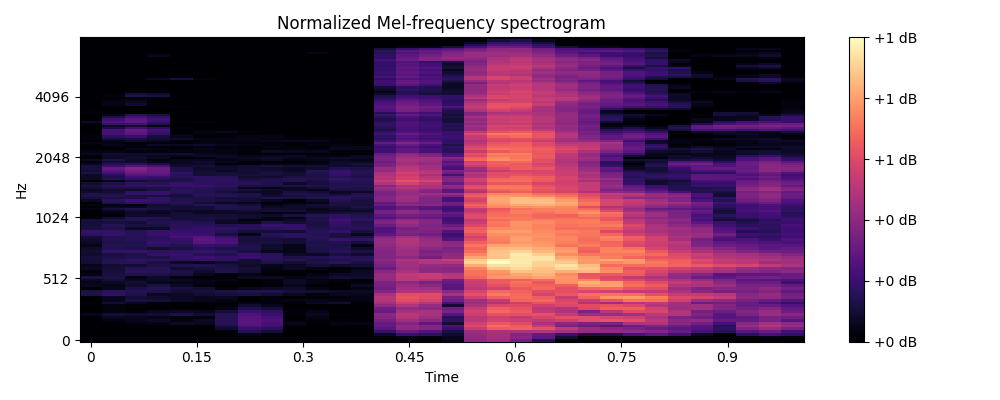 Normalized Mel-frequency spectrogram
Hz
4096
2048
1024
512
0
0 0.15 0.3 0.45 0.6 0.75 0.9
Time
+1 dB
+1 dB
+1 dB
+0 dB
+0 dB
+0 dB